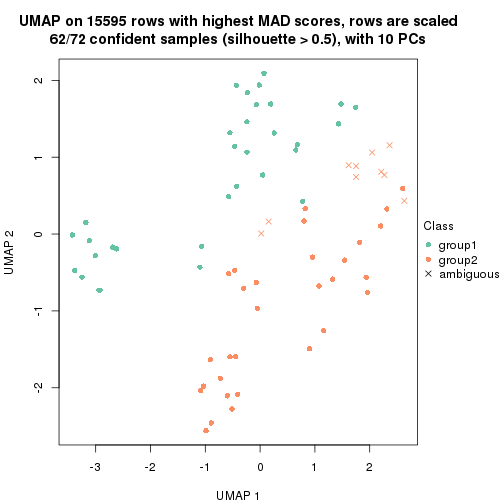 UMAP on 15595 rows with highest MAD scores, rows are scaled
62/72 confident samples (silhouette > 0.5), with 10 PCs
2
1
0
-1
-2
UMAP 2
-3
-2
-1
0
1
2
UMAP 1
Class
group1
group2
ambiguous